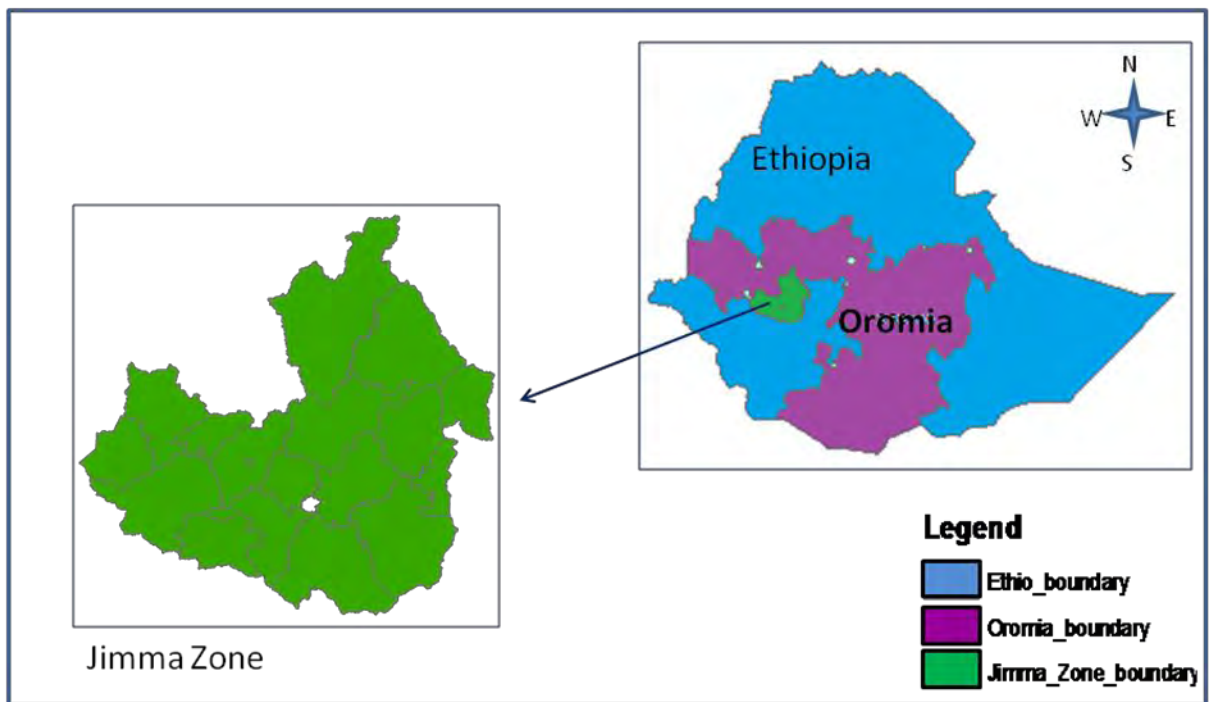 N
W E
S
Ethiopia
Oromia
Jimma Zone
Legend
Ethio_boundary
Oromia_boundary
Jimma_Zone_boundary